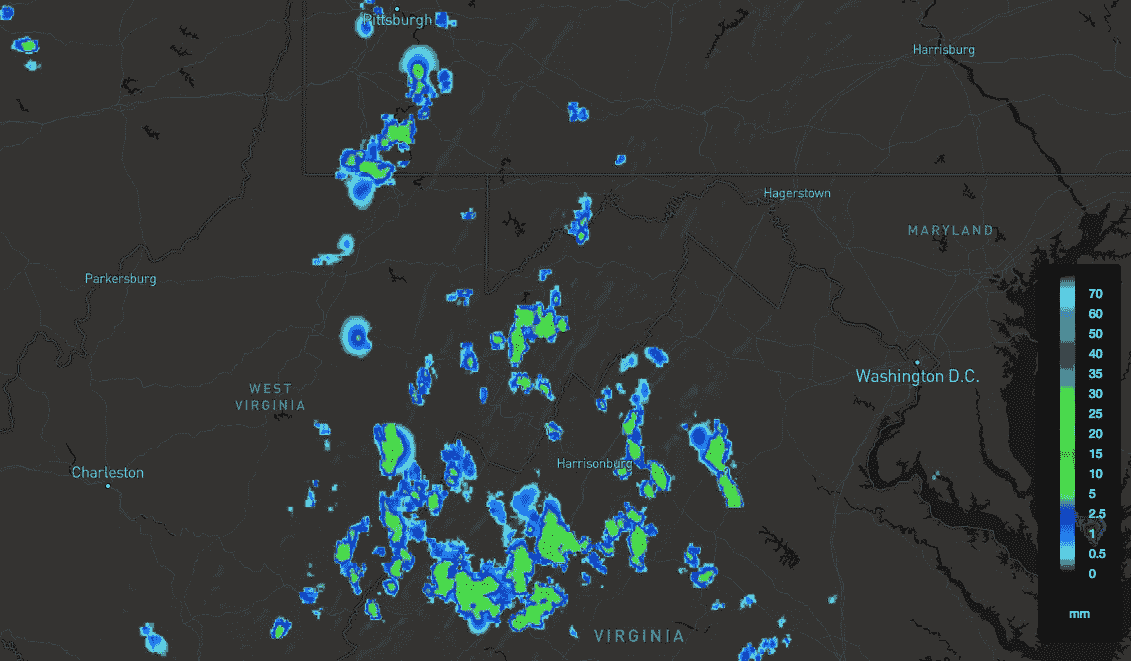 Pittsburgh
Harrisburg
Hagerstown
MARYLAND
Parkersburg
WEST
VIRGINIA
Washington D.C.
Charleston
Harrisonburg
VIRGINIA
70
60
50
40
35
30
25
20
15
10
5
2.5
1
0.5
0
mm